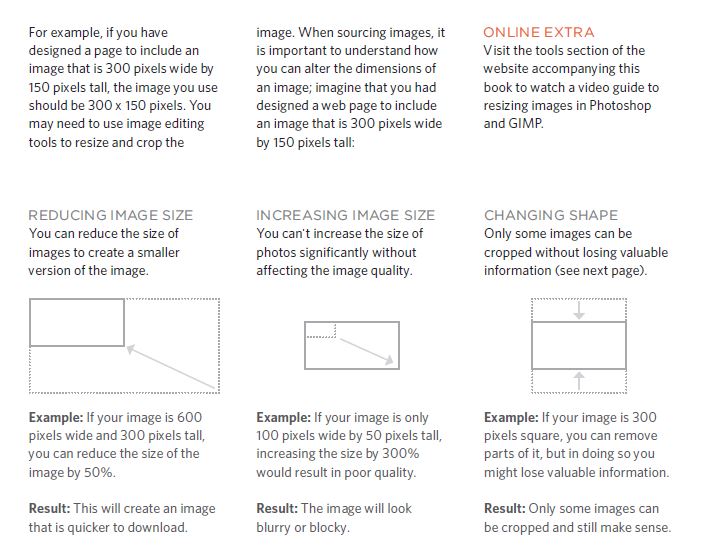 For example, if you have
designed a page to include an
image that is 300 pixels wide by
150 pixels tall, the image you use
should be 300 x 150 pixels. You
may need to use image editing
tools to resize and crop the
image. When sourcing images, it
is important to understand how
you can alter the dimensions of
an image; imagine that you had
designed a web page to include
an image that is 300 pixels wide
by 150 pixels tall:
ONLINE EXTRA
Visit the tools section of the
website accompanying this
book to watch a video guide to
resizing images in Photoshop
and GIMP.
REDUCING IMAGE SIZE
You can reduce the size of
images to create a smaller
version of the image.
Example: If your image is 600
pixels wide and 300 pixels tall,
you can reduce the size of the
image by 50%.
Result: This will create an image
that is quicker to download.
INCREASING IMAGE SIZE
You can't increase the size of
photos significantly without
affecting the image quality.
Example: If your image is only
100 pixels wide by 50 pixels tall,
increasing the size by 300%
would result in poor quality.
Result: The image will look
blurry or blocky.
CHANGING SHAPE
Only some images can be
cropped without losing valuable
information (see next page).
Example: If your image is 300
pixels square, you can remove
parts of it, but in doing so you
might lose valuable information.
Result: Only some images can
be cropped and still make sense.